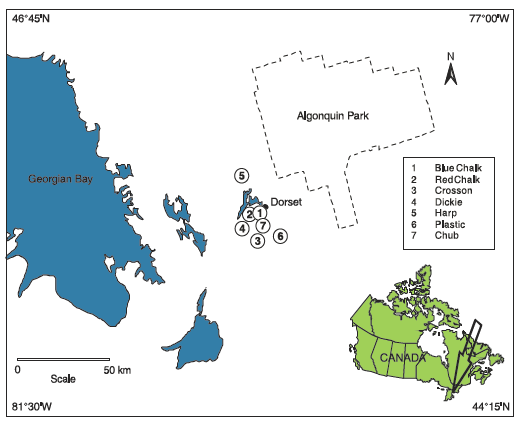 46°45'N
77°00'W
N
Algonquin Park
Georgian Bay
5
Dorset
2 1
4 7
3 6
1 Blue Chalk
2 Red Chalk
3 Crosson
4 Dickie
5 Harp
6 Plastic
7 Chub
CANADA
0 50 km
Scale
81°30'W
44°15'N